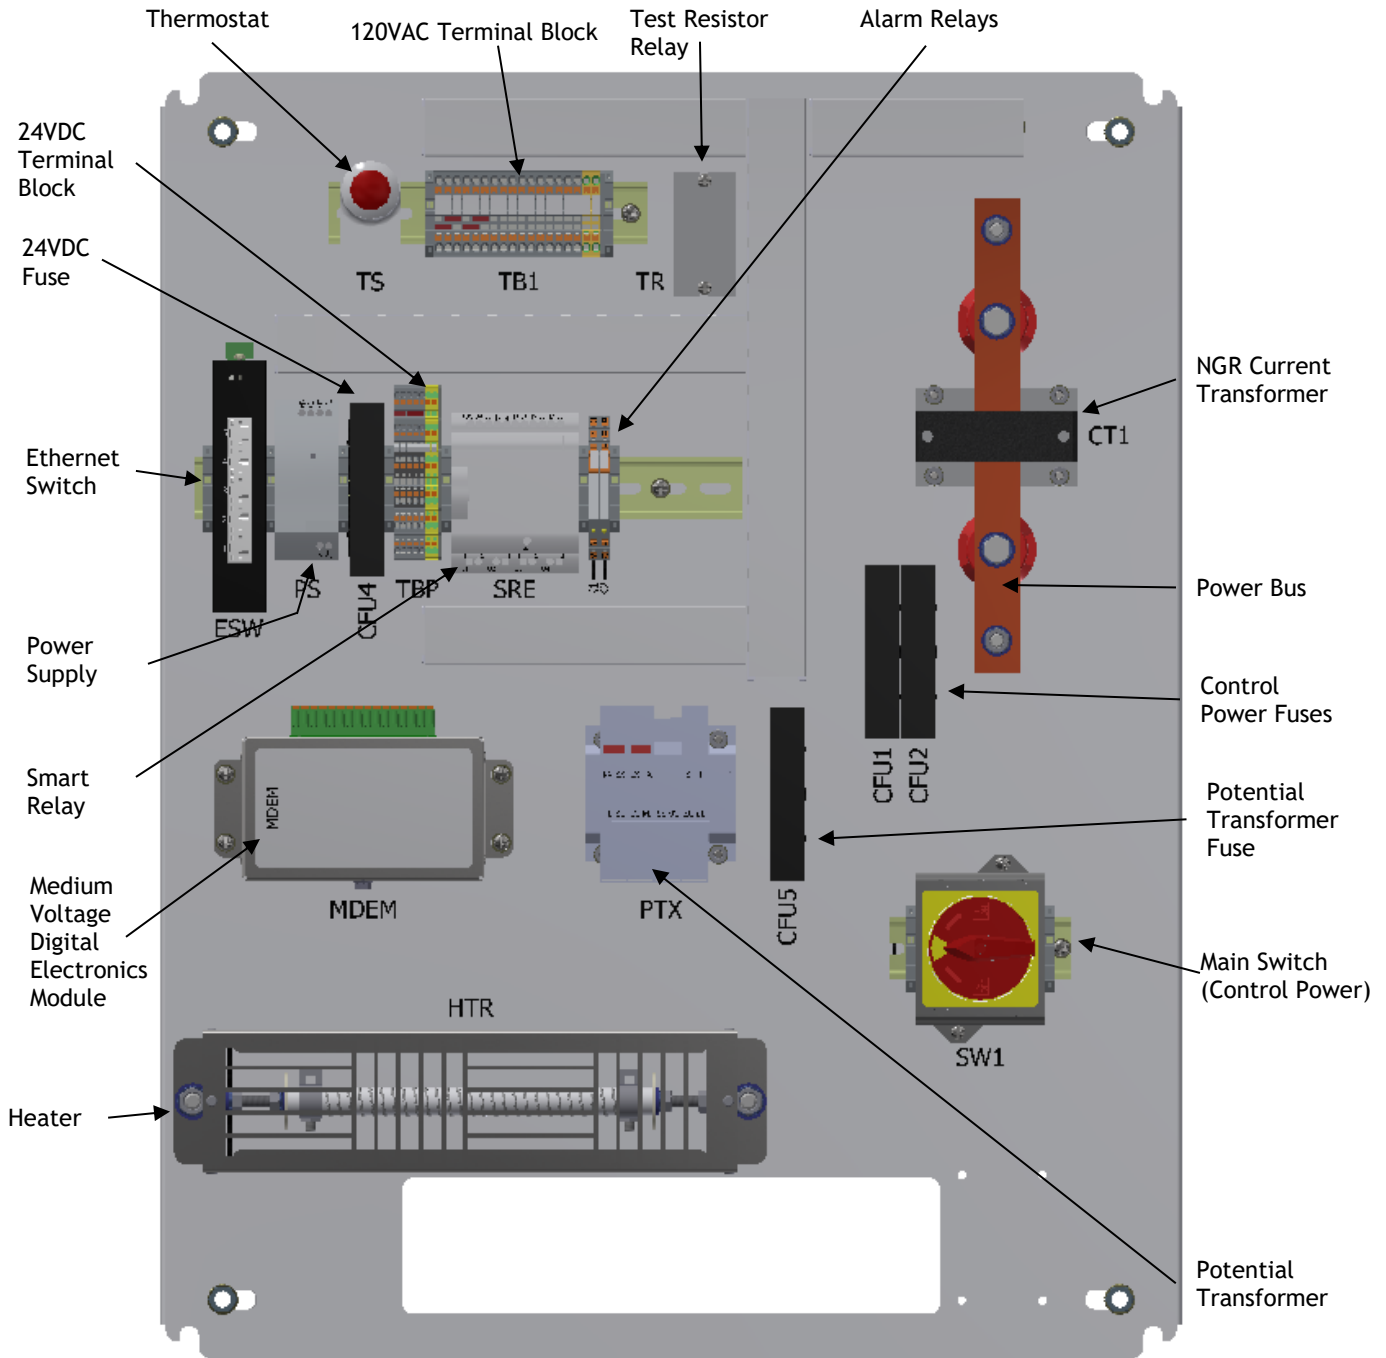 Thermostat
120VAC Terminal Block
Test Resistor
Relay
Alarm Relays
24VDC
Terminal
Block
24VDC
Fuse
TS
TB1
TR
NGR Current
Transformer
CT1
Ethernet
Switch
PS
CFU4
TBP
SRE
ESW
Power Bus
Power
Supply
Control
Power Fuses
CFU1
CFU2
Smart
Relay
MDEM
Potential
Transformer
Fuse
Medium
Voltage
Digital
Electronics
Module
MDEM
PTX
CFU5
Main Switch
(Control Power)
HTR
SW1
Heater
Potential
Transformer